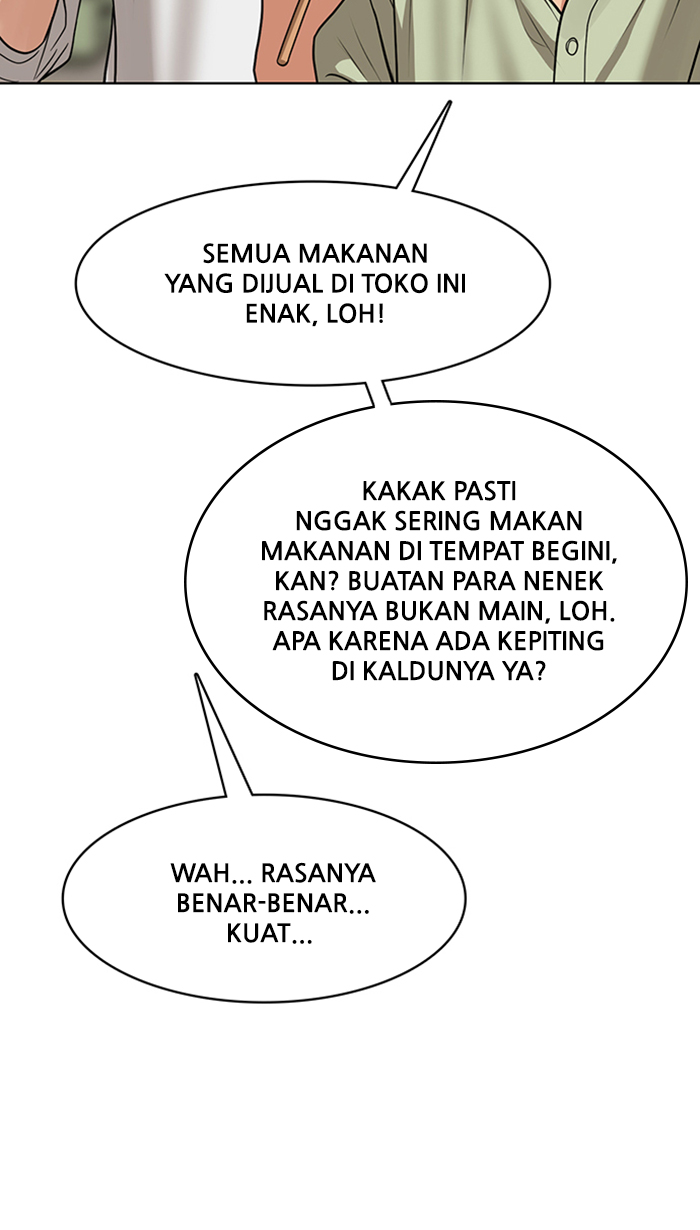 SEMUA MAKANAN
YANG DIJUAL DI TOKO INI
ENAK, LOH!
KAKAK PASTI
NGGAK SERING MAKAN
MAKANAN DI TEMPAT BEGINI,
KAN? BUATAN PARA NENEK
RASANYA BUKAN MAIN, LOH.
APA KARENA ADA KEPITING
DI KALDUNYA YA?
WAH... RASANYA
BENAR-BENAR...
KUAT...